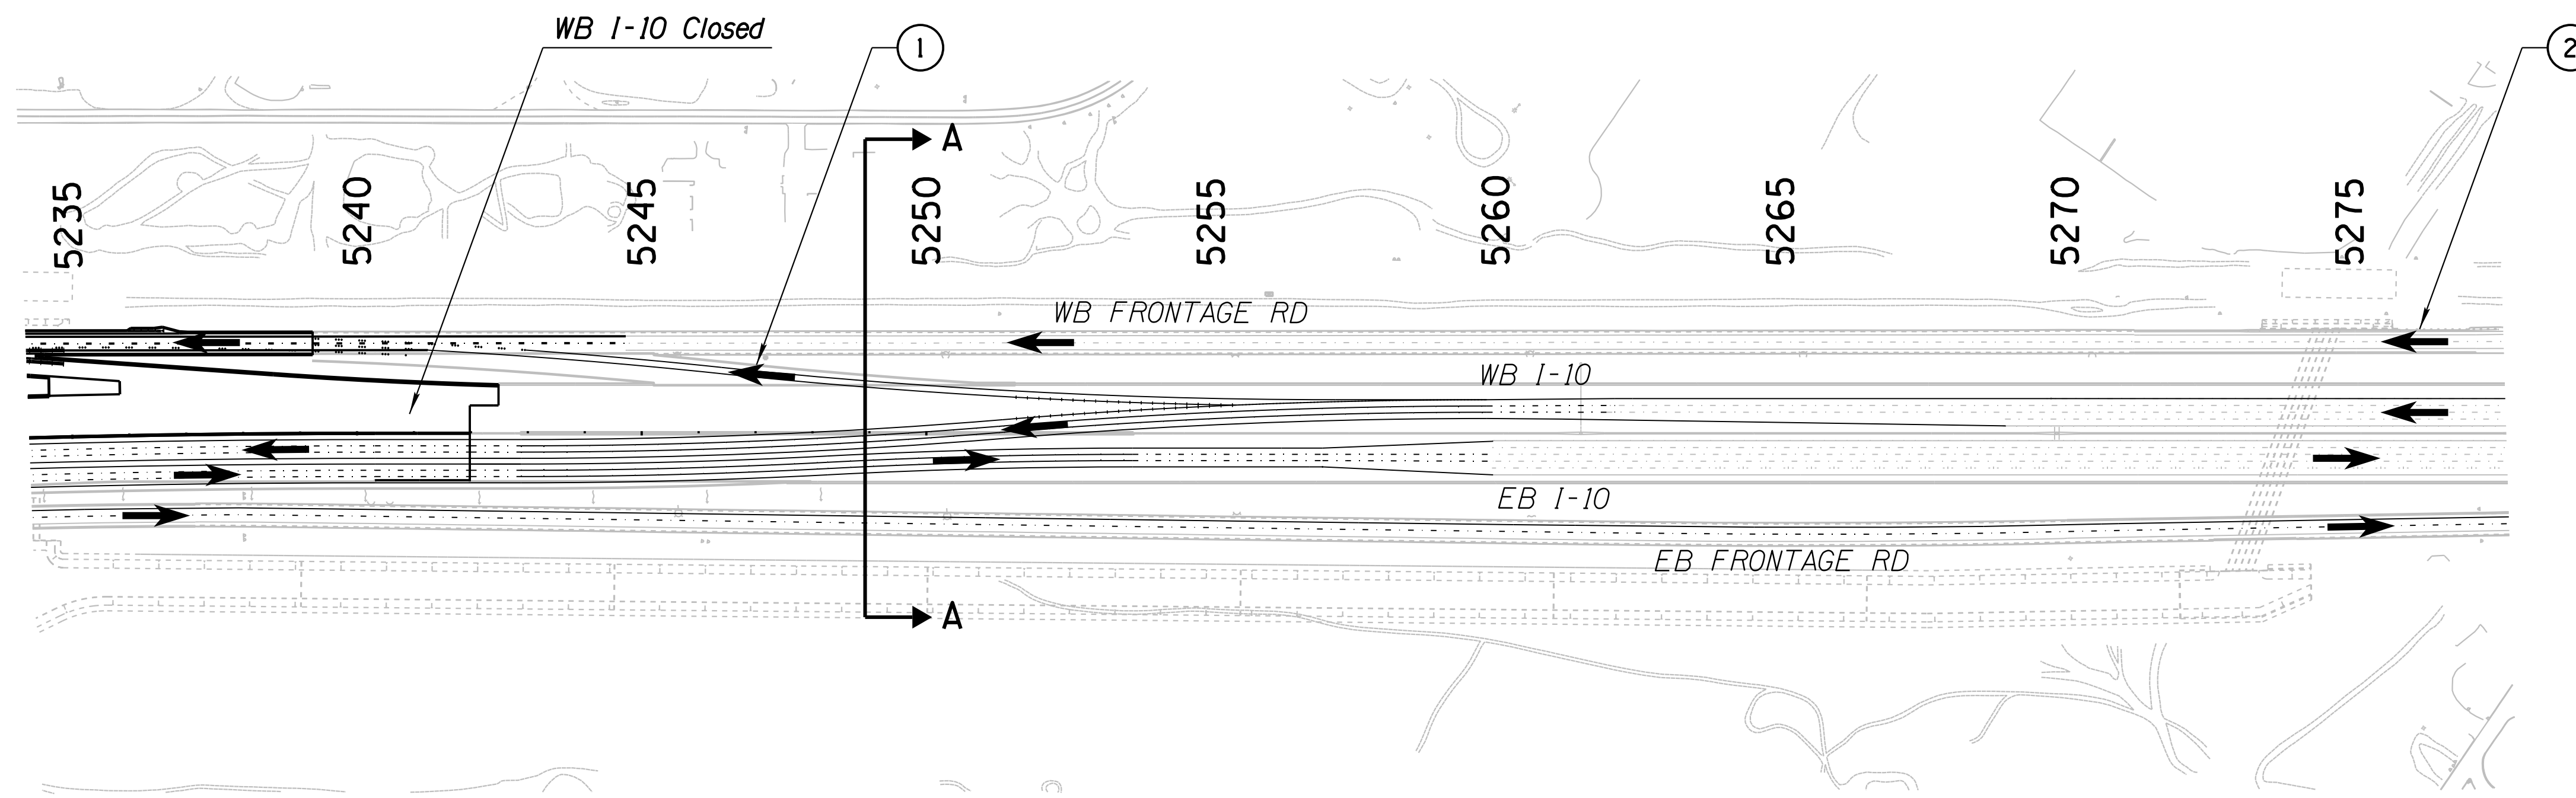 WB I-10 Closed
1
2
A
5235
5240
5245
5250
5255
5260
5265
5270
5275
WB FRONTAGE RD
WB I-10
EB I-10
EB FRONTAGE RD
A